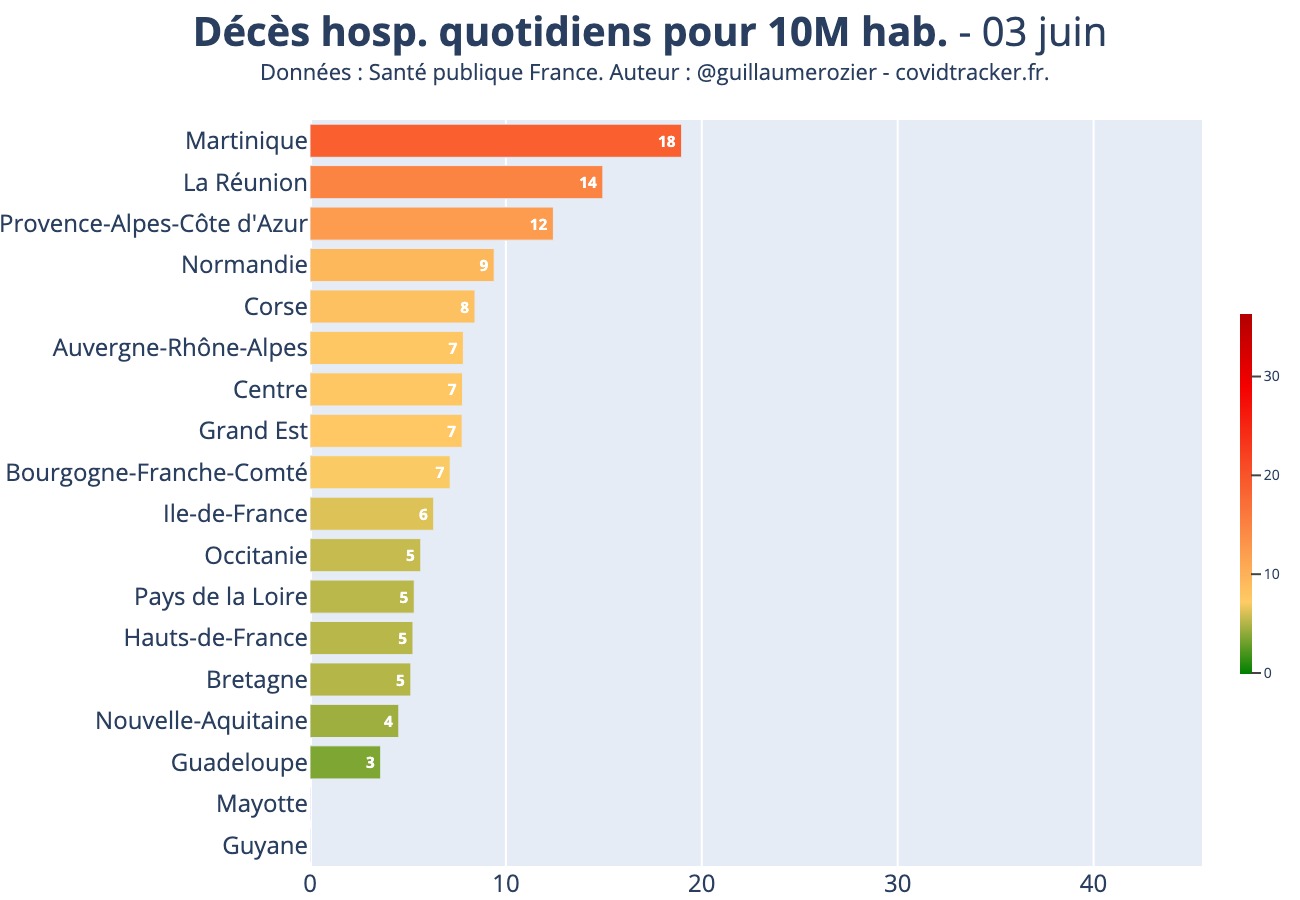 Décès hosp. quotidiens pour 10M hab. - 03 juin
Données : Santé publique France. Auteur : @guillaumerozier - covidtracker.fr.
Martinique 18
La Réunion 14
Provence-Alpes-Côte d'Azur 12
Normandie 9
Corse 8
Auvergne-Rhône-Alpes 7
Centre 7
Grand Est 7
Bourgogne-Franche-Comté 7
Ile-de-France 6
Occitanie 5
Pays de la Loire 5
Hauts-de-France 5
Bretagne 5
Nouvelle-Aquitaine 4
Guadeloupe 3
Mayotte
Guyane
0 10 20 30 40
30
20
10
0